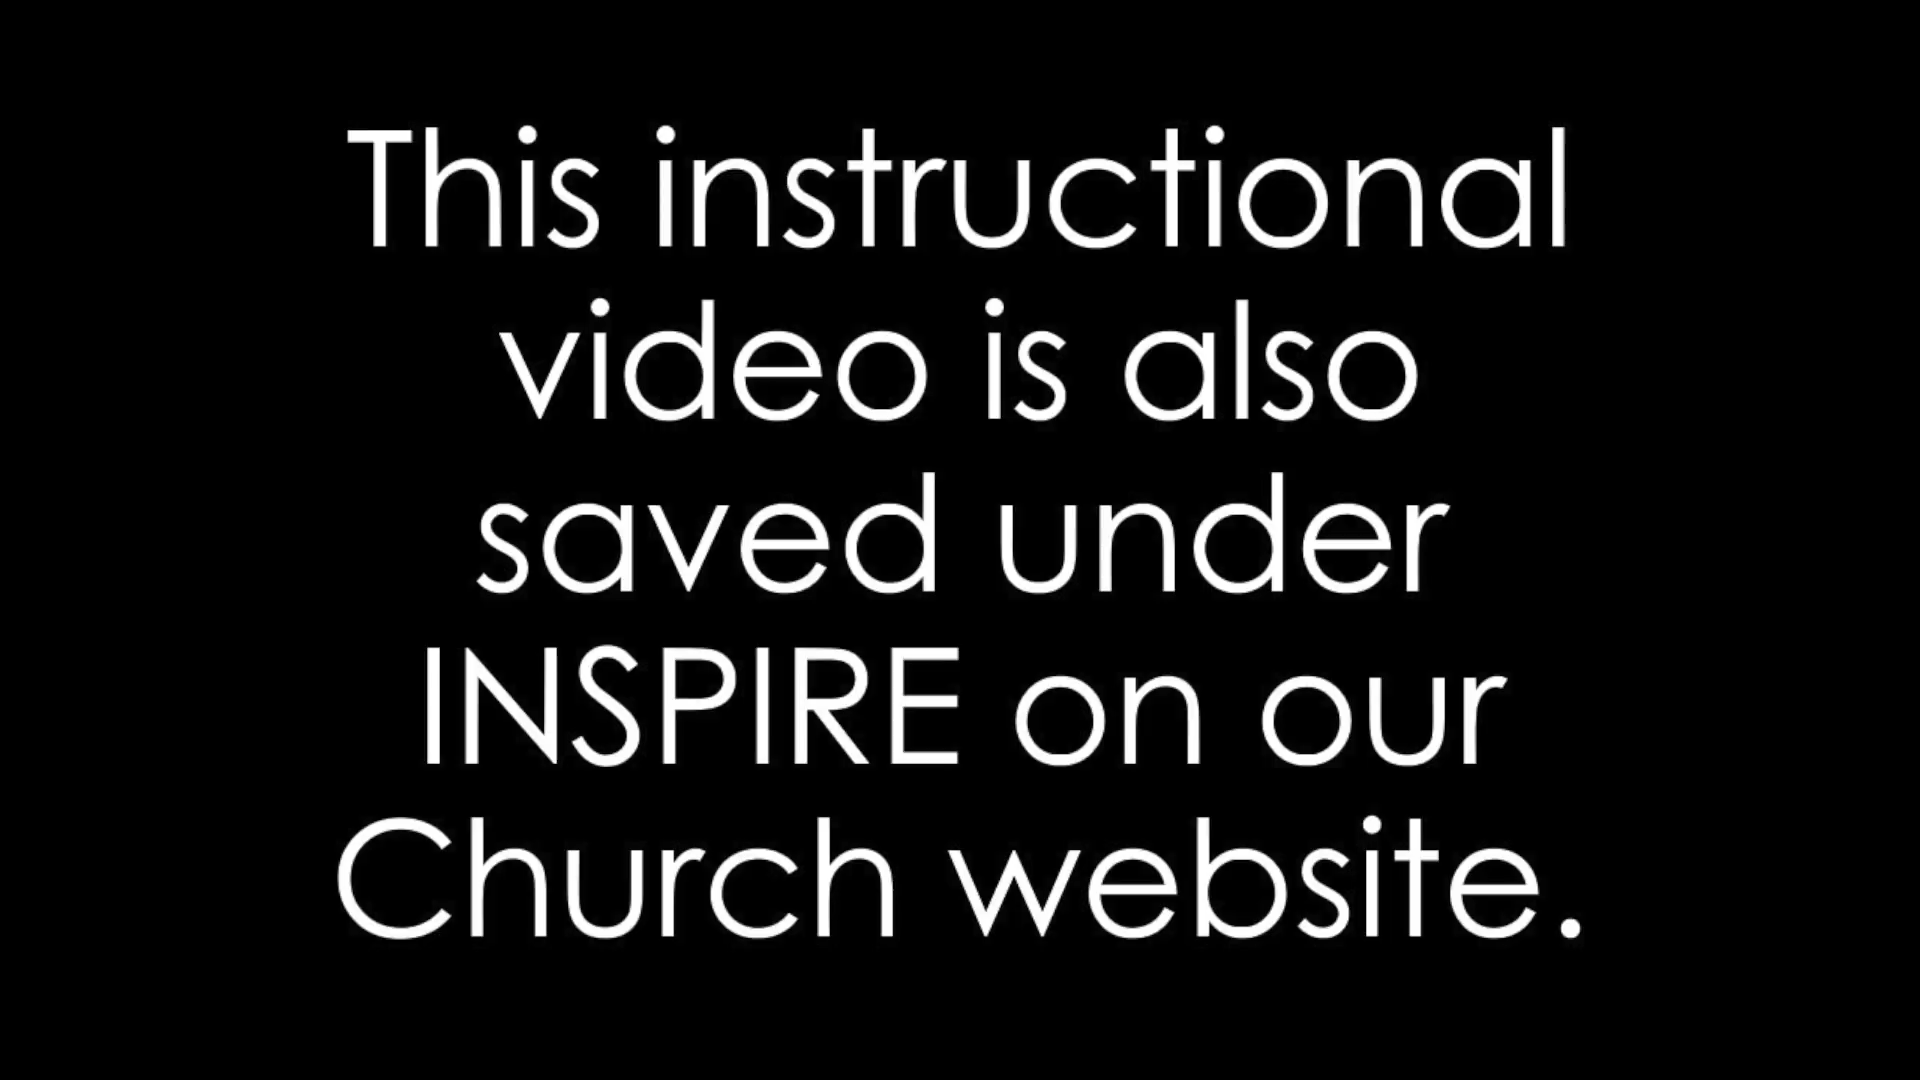 This instructional
video is also
saved under
INSPIRE on our
Church website.